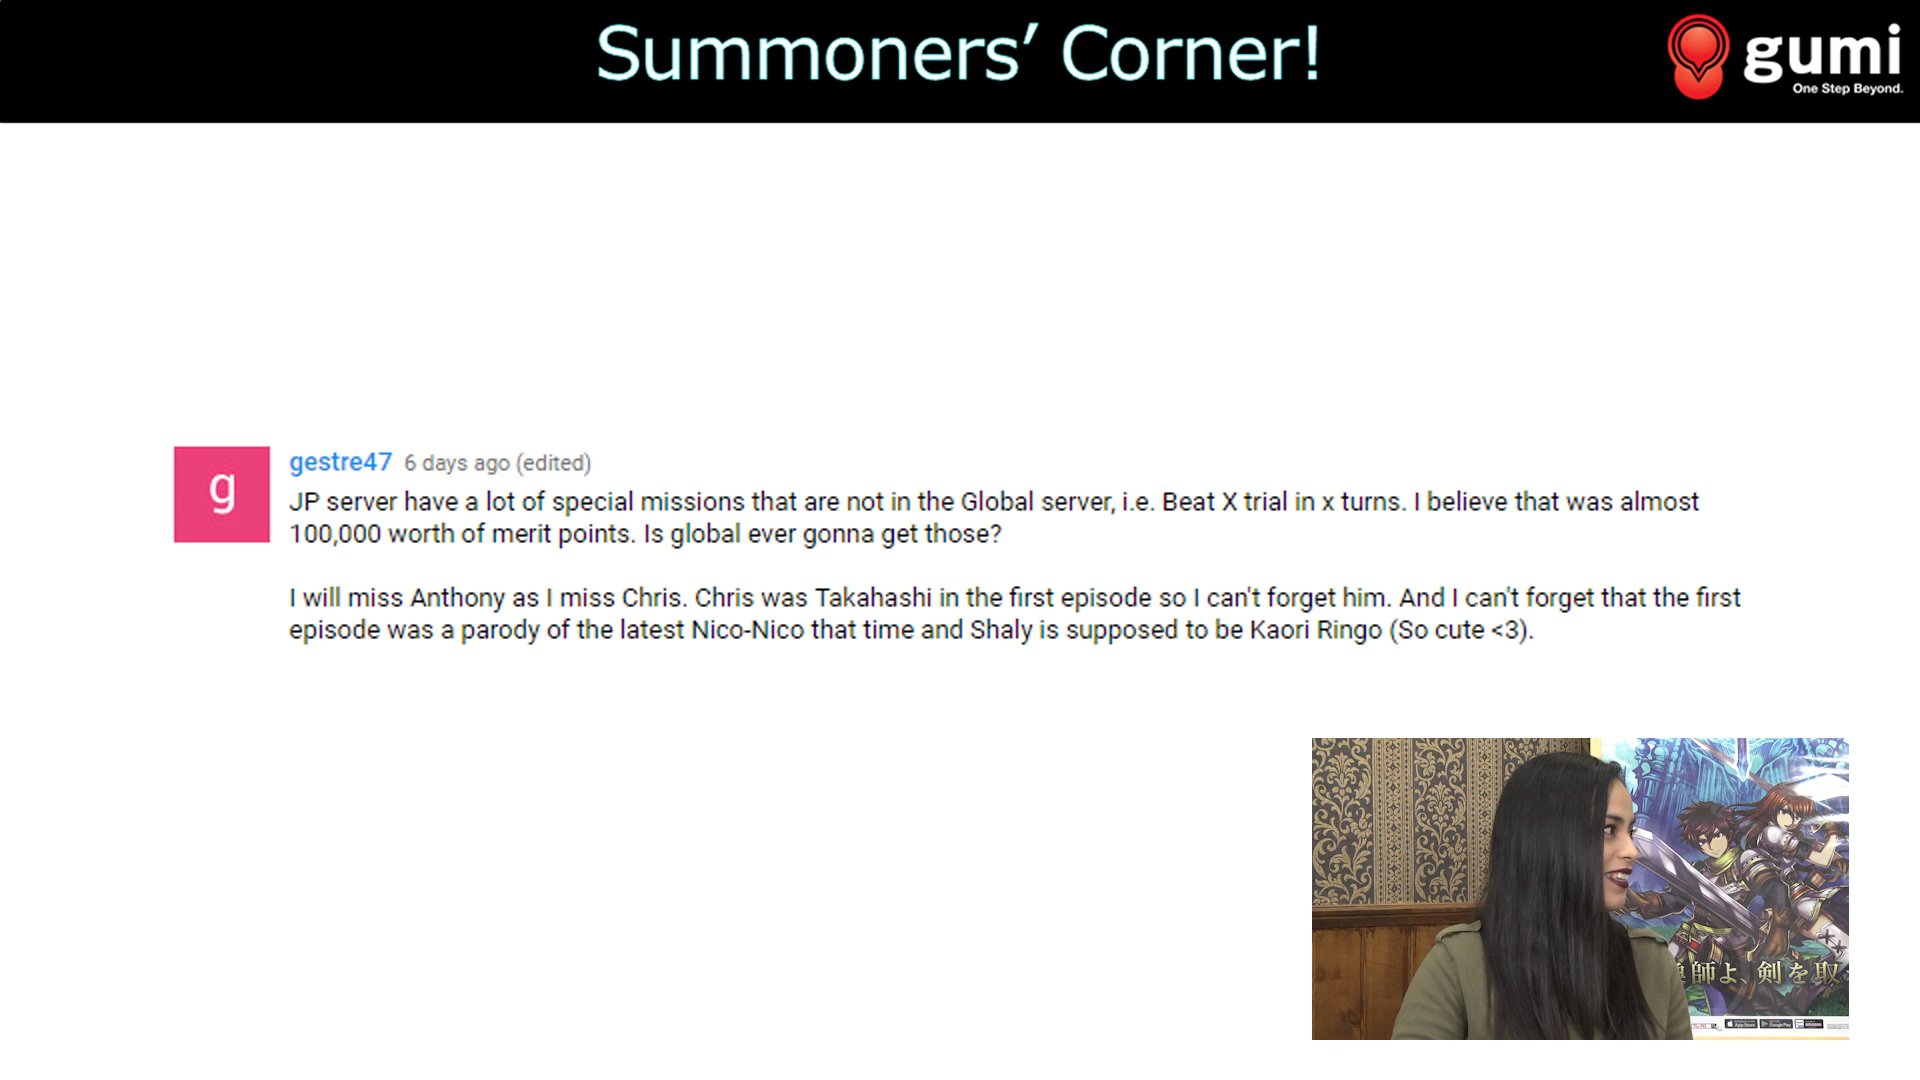 Summoners’ Corner!
gumi
One Step Beyond.
g
gestre47 6 days ago (edited)
JP server have a lot of special missions that are not in the Global server, i.e. Beat X trial in x turns. I believe that was almost
100,000 worth of merit points. Is global ever gonna get those?
I will miss Anthony as I miss Chris. Chris was Takahashi in the first episode so I can't forget him. And I can't forget that the first
episode was a parody of the latest Nico-Nico that time and Shaly is supposed to be Kaori Ringo (So cute <3).
師よ、剣を取
App Store Google Play